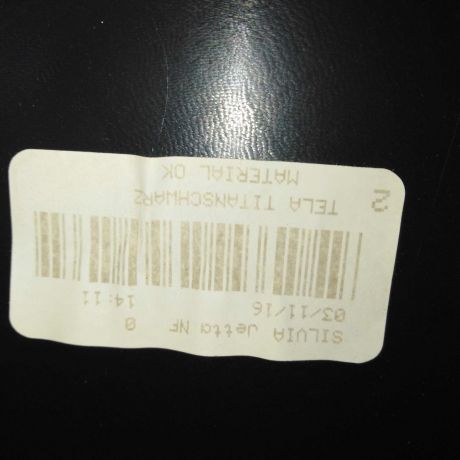 SILVIA Jetta NF 0
03/11/16 14:11
2 TELA TITANSCHWARZ
MATERIAL OK